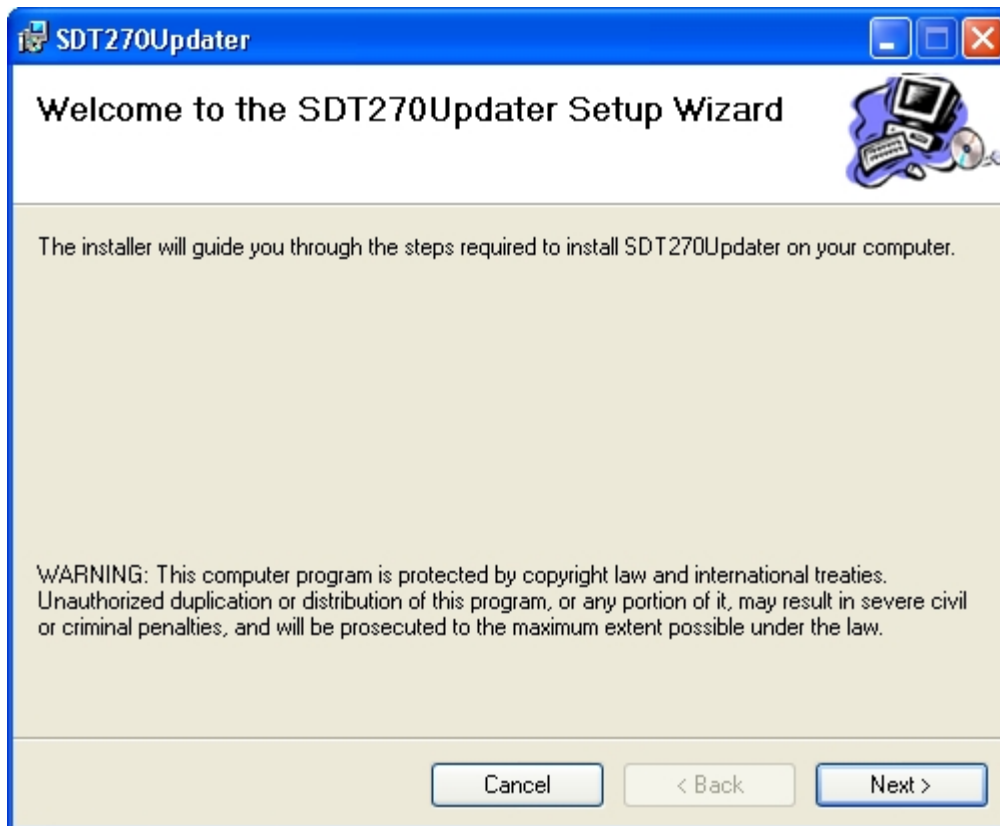 SDT270Updater
Welcome to the SDT270Updater Setup Wizard
The installer will guide you through the steps required to install SDT270Updater on your computer.
WARNING: This computer program is protected by copyright law and international treaties.
Unauthorized duplication or distribution of this program, or any portion of it, may result in severe civil
or criminal penalties, and will be prosecuted to the maximum extent possible under the law.
Cancel < Back Next >